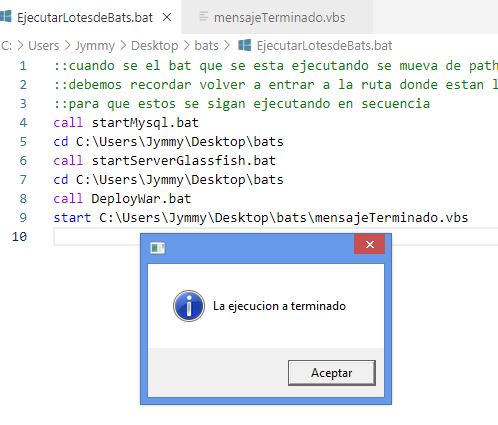 EjecutarLotesdeBats.bat mensajeTerminado.vbs
C: > Users > Jymmy > Desktop > bats > EjecutarLotesdeBats.bat
1 ::cuando se el bat que se esta ejecutando se mueva de path
2 ::debemos recordar volver a entrar a la ruta donde estan l
3 ::para que estos se sigan ejecutando en secuencia
4 call startMysql.bat
5 cd C:\Users\Jymmy\Desktop\bats
6 call startServerGlassfish.bat
7 cd C:\Users\Jymmy\Desktop\bats
8 call DeployWar.bat
9 start C:\Users\Jymmy\Desktop\bats\mensajeTerminado.vbs
10
La ejecucion a terminado
Aceptar